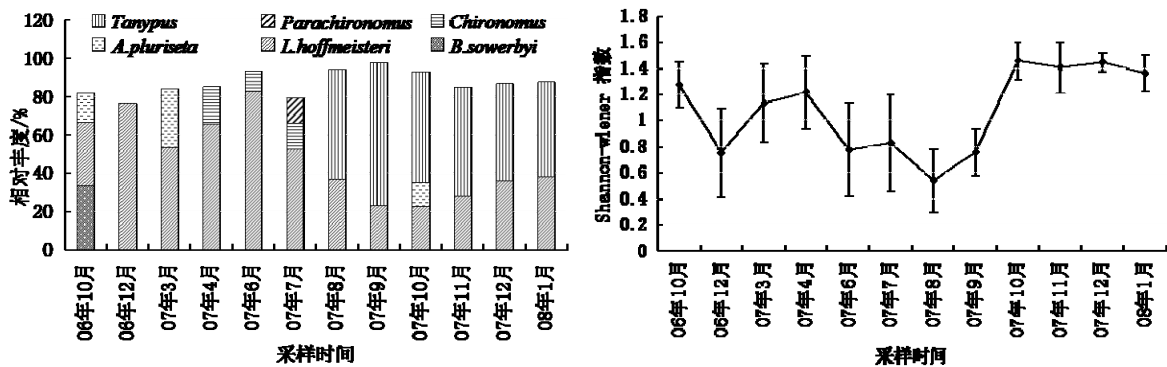 120
100
80
60
40
20
0
相对丰度/%
Tanypus
Parachironomus
Chironomus
A.pluriseta
L.hoffmeisteri
B.sowerbyi
06年10月
06年12月
07年3月
07年4月
07年6月
07年7月
07年8月
07年9月
07年10月
07年11月
07年12月
08年1月
采样时间
1.8
1.6
1.4
1.2
1
0.8
0.6
0.4
0.2
0
Shannon-wiener 指数
06年10月
06年12月
07年3月
07年4月
07年6月
07年7月
07年8月
07年9月
07年10月
07年11月
07年12月
08年1月
采样时间